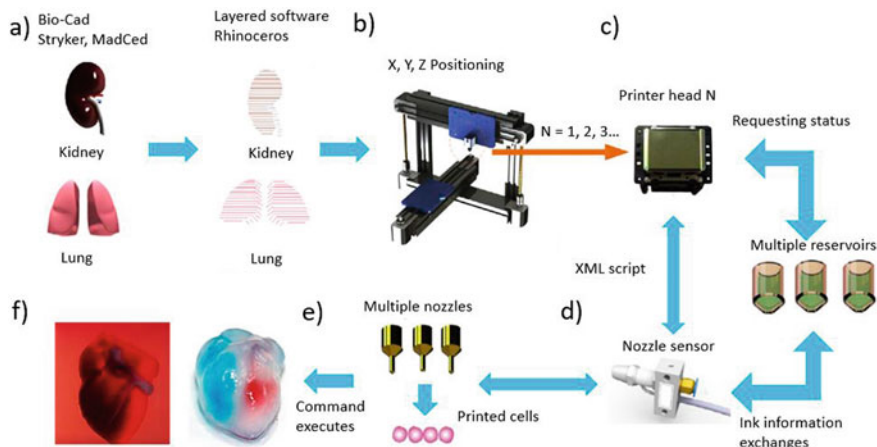 a)
Bio-Cad
Stryker, MadCed
Layered software
Rhinoceros
Kidney
Kidney
Lung
Lung
b)
X, Y, Z Positioning
N = 1, 2, 3...
c)
Printer head N
Requesting status
Multiple reservoirs
XML script
d)
Nozzle sensor
Ink information
exchanges
e)
Multiple nozzles
Printed cells
Command
executes
f)